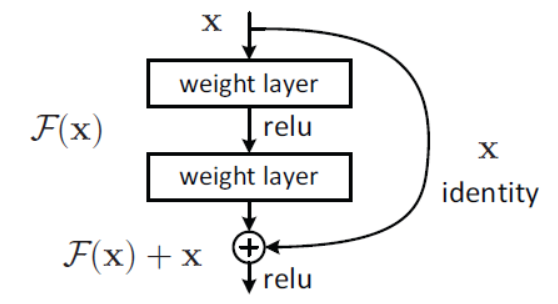 x
weight layer
relu
F(x)
weight layer
x
identity
F(x) + x
+
relu